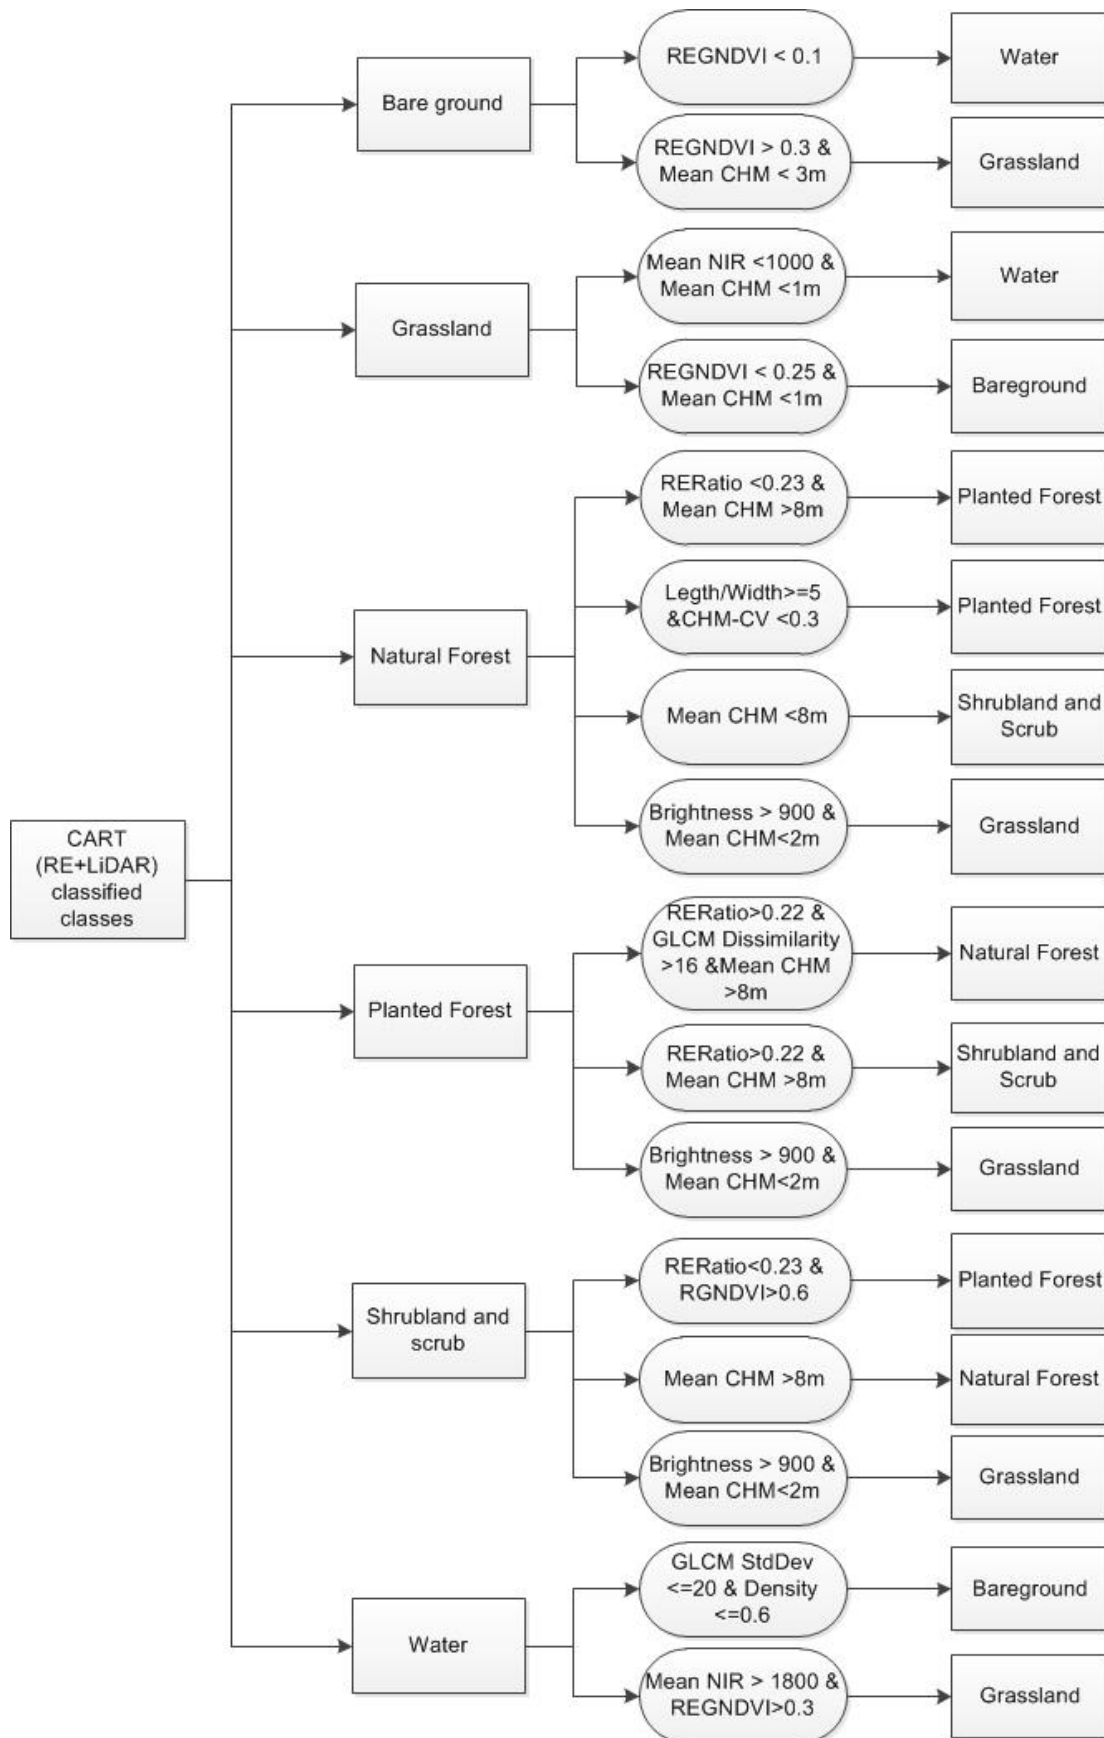 REGNDVI < 0.1
Water
Bare ground
REGNDVI > 0.3 &
Mean CHM < 3m
Grassland
Mean NIR <1000 &
Mean CHM <1m
Water
Grassland
REGNDVI < 0.25 &
Mean CHM <1m
Bareground
RERatio <0.23 &
Mean CHM >8m
Planted Forest
Legth/Width>=5
&CHM-CV <0.3
Planted Forest
Natural Forest
Mean CHM <8m
Shrubland and
Scrub
Brightness > 900 &
Mean CHM<2m
Grassland
CART
(RE+LiDAR)
classified
classes
RERatio>0.22 &
GLCM Dissimilarity
>16 &Mean CHM
>8m
Natural Forest
Planted Forest
RERatio>0.22 &
Mean CHM >8m
Shrubland and
Scrub
Brightness > 900 &
Mean CHM<2m
Grassland
RERatio<0.23 &
RGNDVI>0.6
Planted Forest
Shrubland and
scrub
Mean CHM >8m
Natural Forest
Brightness > 900 &
Mean CHM<2m
Grassland
GLCM StdDev
<=20 & Density
<=0.6
Bareground
Water
Mean NIR > 1800 &
REGNDVI>0.3
Grassland